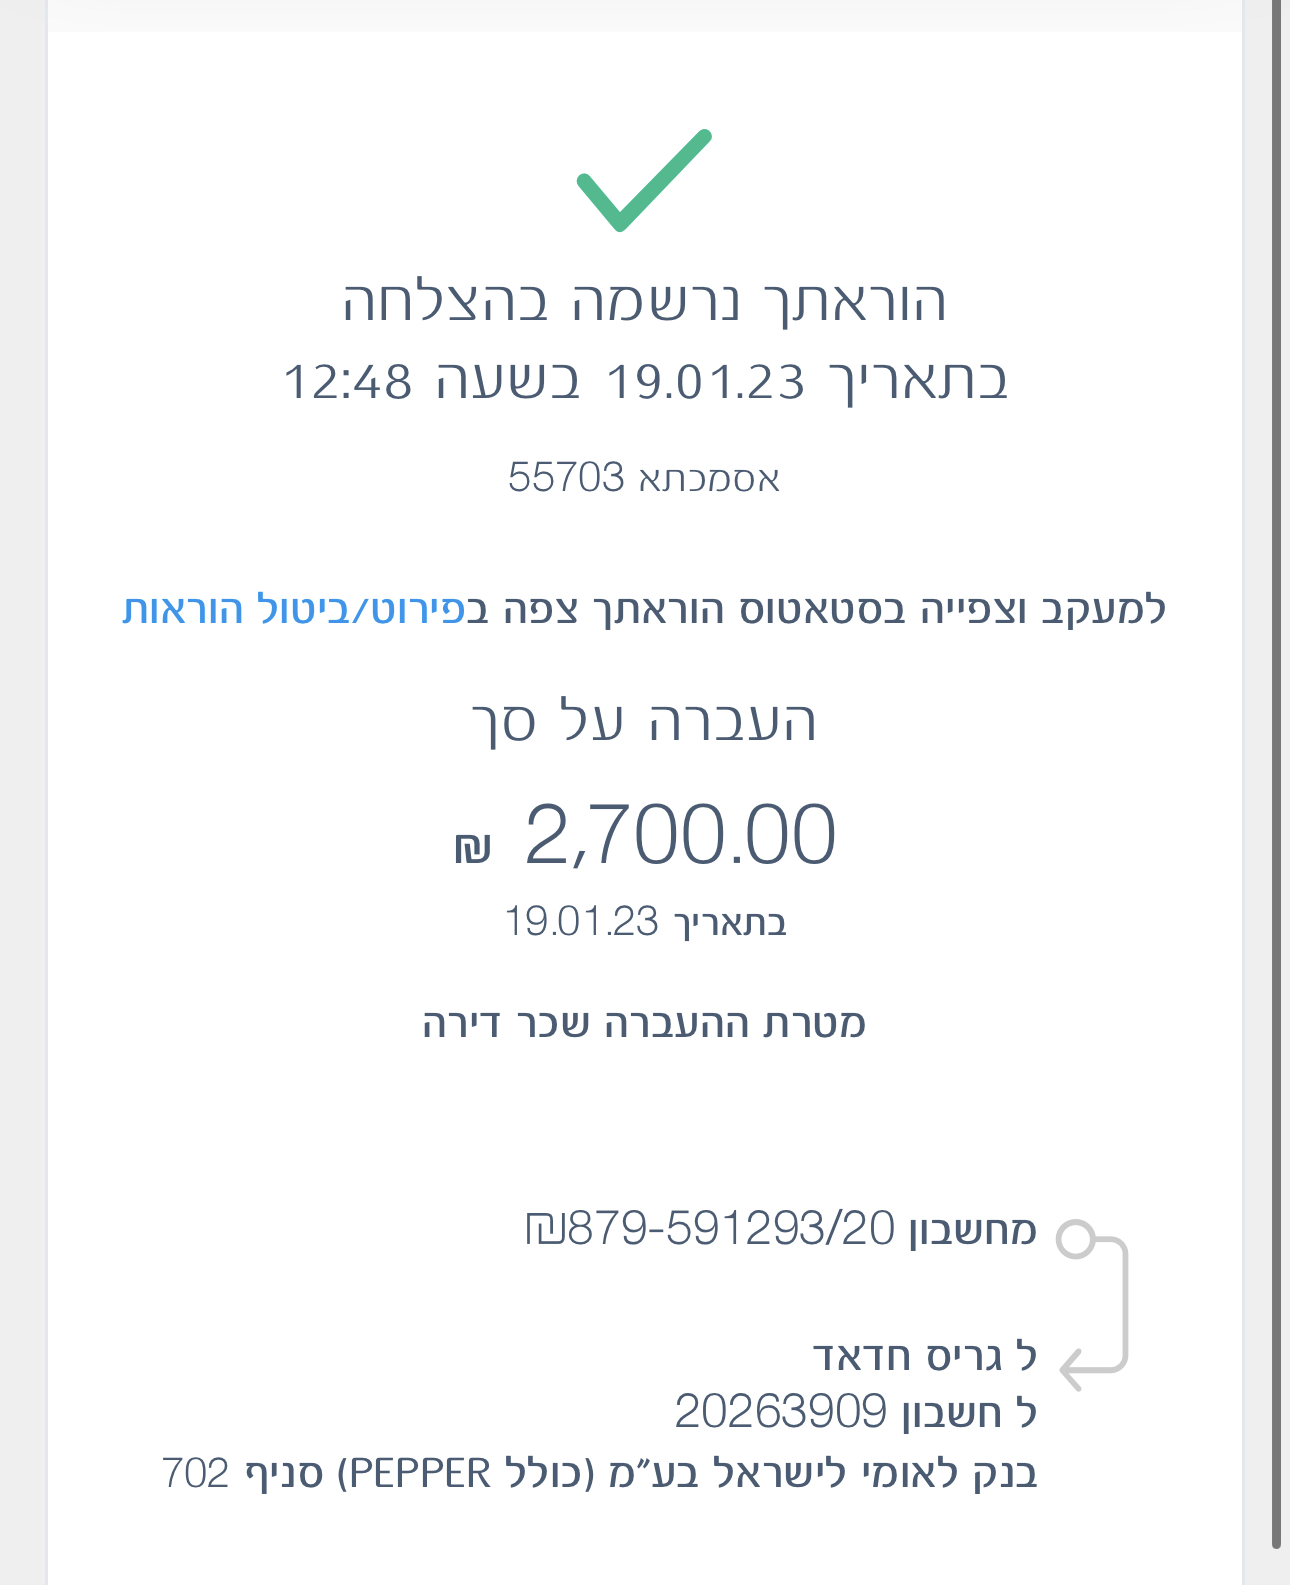 הוראתך נרשמה בהצלחה
בתאריך 19.01.23 בשעה 12:48
אסמכתא 55703
למעקב וצפייה בסטאטוס הוראתך צפה בפירוט/ביטול הוראות
העברה על סך
2,700.00 ₪
בתאריך 19.01.23
מטרת ההעברה שכר דירה
מחשבון 879-591293/20₪
ל גריס חדאד
ל חשבון 20263909
בנק לאומי לישראל בע״מ (כולל PEPPER) סניף 702